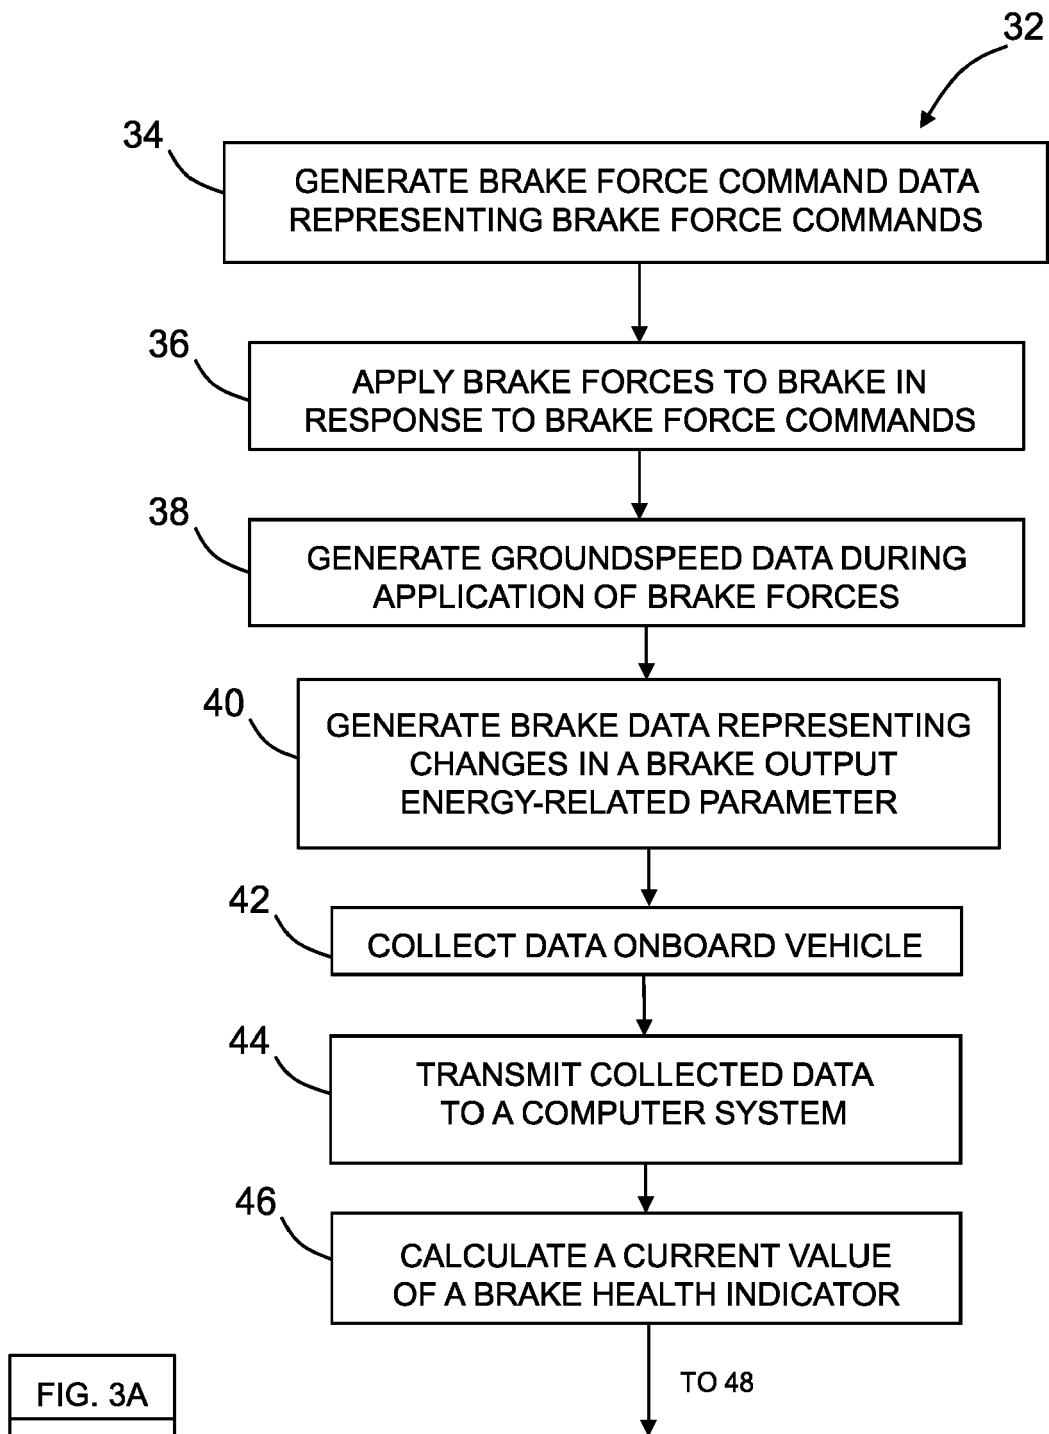 32
34
GENERATE BRAKE FORCE COMMAND DATA
REPRESENTING BRAKE FORCE COMMANDS
36
APPLY BRAKE FORCES TO BRAKE IN
RESPONSE TO BRAKE FORCE COMMANDS
38
GENERATE GROUNDSPEED DATA DURING
APPLICATION OF BRAKE FORCES
40
GENERATE BRAKE DATA REPRESENTING
CHANGES IN A BRAKE OUTPUT
ENERGY-RELATED PARAMETER
42
COLLECT DATA ONBOARD VEHICLE
44
TRANSMIT COLLECTED DATA
TO A COMPUTER SYSTEM
46
CALCULATE A CURRENT VALUE
OF A BRAKE HEALTH INDICATOR
TO 48
FIG. 3A